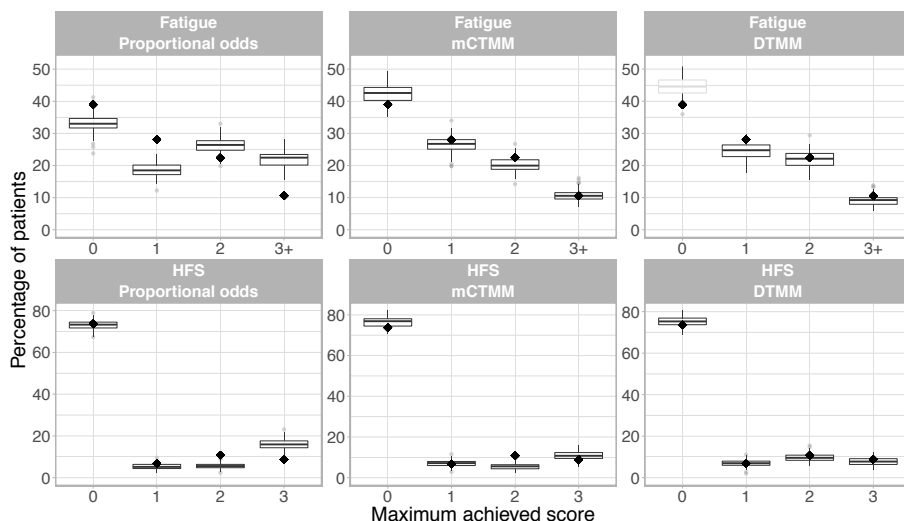 Fatigue
Proportional odds
Fatigue
mCTMM
Fatigue
DTMM
50
40
30
20
10
0
50
40
30
20
10
0
50
40
30
20
10
0
0 1 2 3+
0 1 2 3+
0 1 2 3+
HFS
Proportional odds
HFS
mCTMM
HFS
DTMM
80
60
40
20
0
80
60
40
20
0
80
60
40
20
0
0 1 2 3
0 1 2 3
0 1 2 3
Percentage of patients
Maximum achieved score